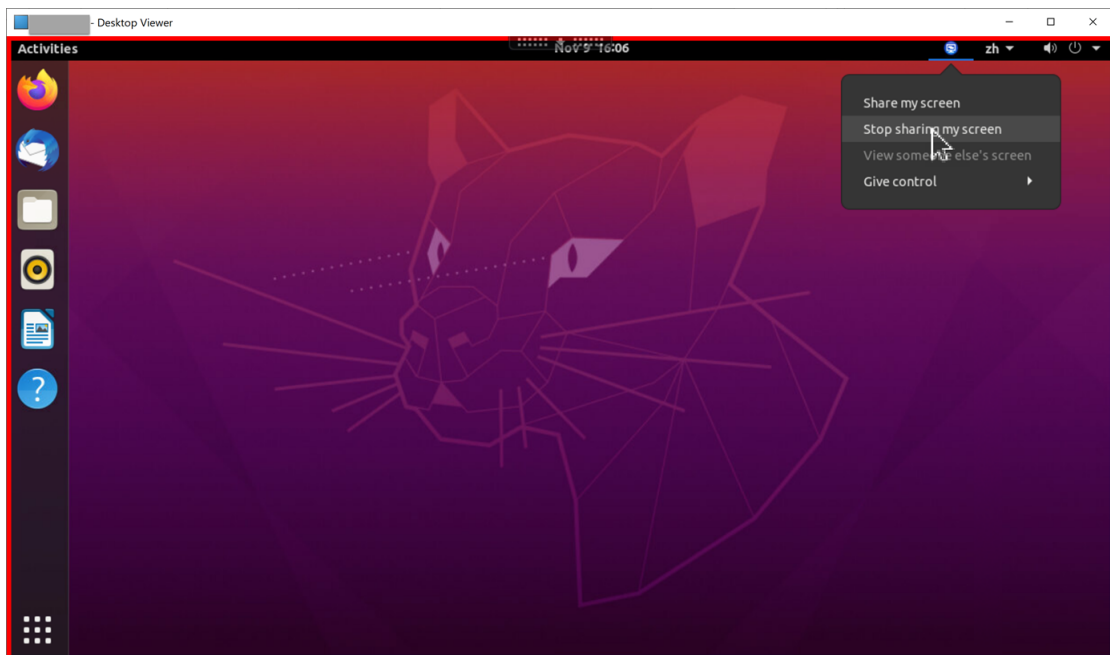 - Desktop Viewer
Activities
Nov 9 16:06
zh
Share my screen
Stop sharing my screen
View someone else's screen
Give control
?